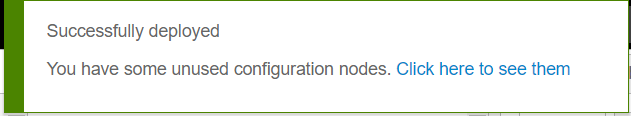 Successfully deployed
You have some unused configuration nodes. Click here to see them